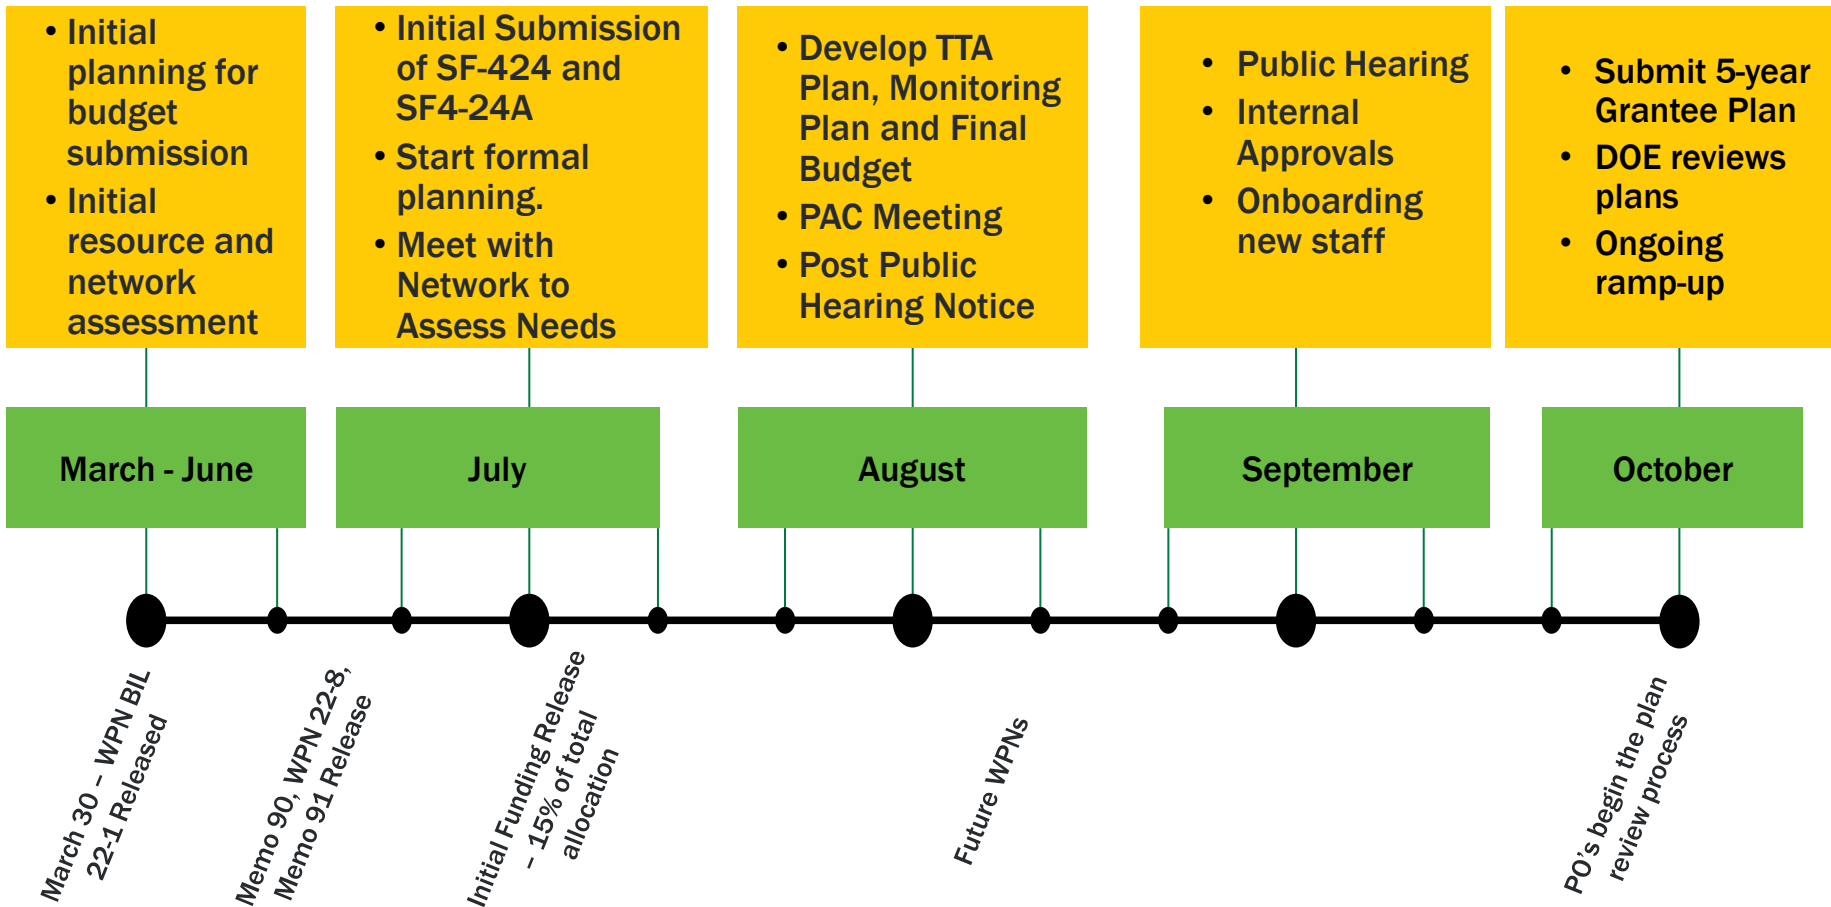 • Initial
planning for
budget
submission
• Initial
resource and
network
assessment
• Initial Submission
of SF-424 and
SF4-24A
• Start formal
planning.
• Meet with
Network to
Assess Needs
• Develop TTA
Plan, Monitoring
Plan and Final
Budget
• PAC Meeting
• Post Public
Hearing Notice
• Public Hearing
• Internal
Approvals
• Onboarding
new staff
• Submit 5-year
Grantee Plan
• DOE reviews
plans
• Ongoing
ramp-up
March - June
July
August
September
October
March 30 – WPN BIL
22-1 Released
Memo 90, WPN 22-8,
Memo 91 Release
Initial Funding Release
– 15% of total
allocation
Future WPNs
PO's begin the plan
review process